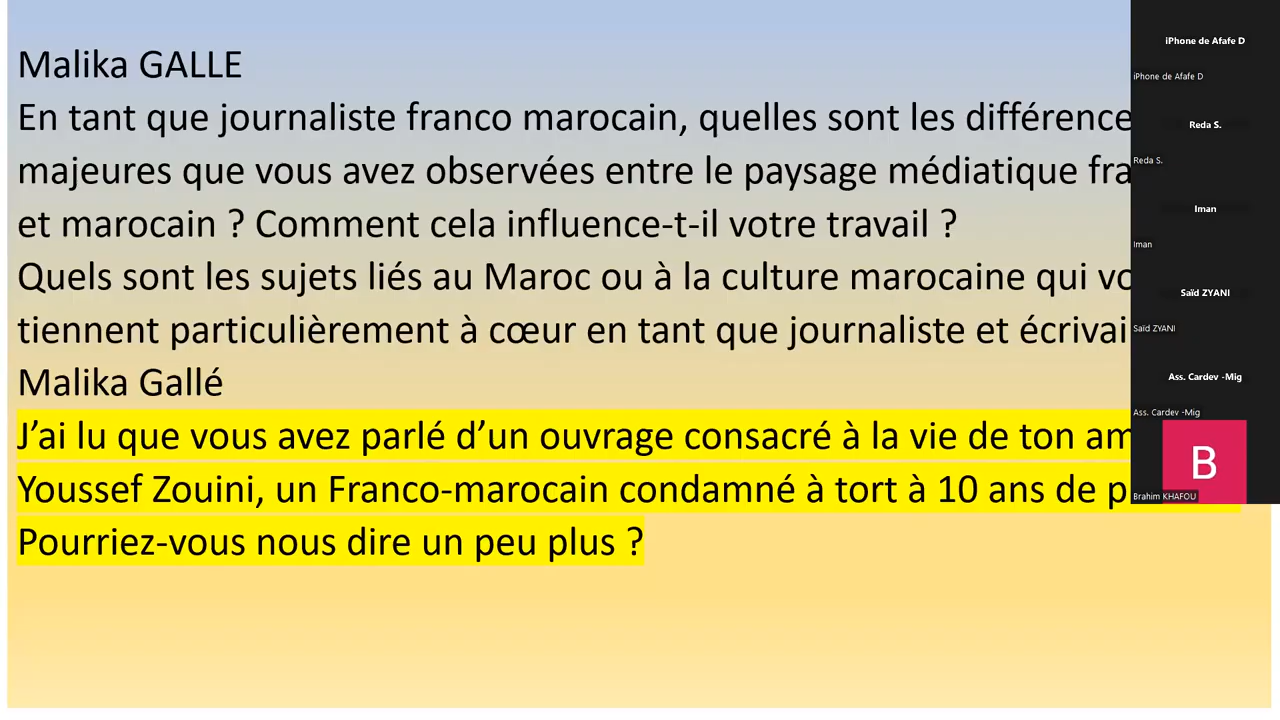 Malika GALLE
En tant que journaliste franco marocain, quelles sont les différence
majeures que vous avez observées entre le paysage médiatique fra
et marocain ? Comment cela influence-t-il votre travail ?
Quels sont les sujets liés au Maroc ou à la culture marocaine qui vo
tiennent particulièrement à cœur en tant que journaliste et écrivai
Malika Gallé
J’ai lu que vous avez parlé d’un ouvrage consacré à la vie de ton am
Youssef Zouini, un Franco-marocain condamné à tort à 10 ans de p
Pourriez-vous nous dire un peu plus ?
iPhone de Afafe D
iPhone de Afafe D
Reda S.
Reda S.
Iman
Iman
Saïd ZYANI
Saïd ZYANI
Ass. Cardev -Mig
Ass. Cardev -Mig
B
Brahim KHAFOU